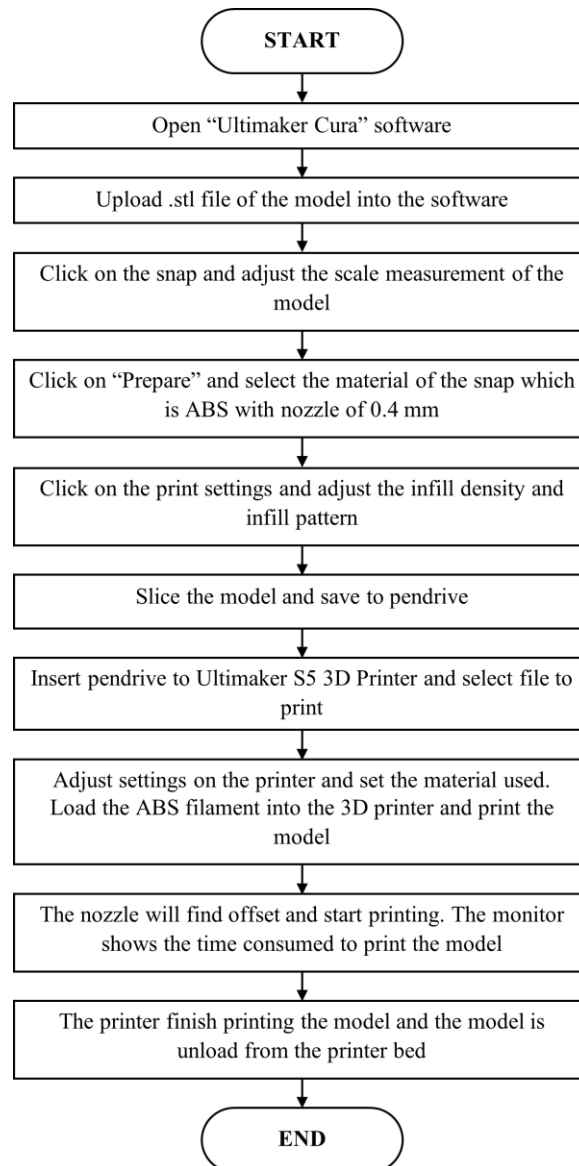 START
Open “Ultimaker Cura” software
Upload .stl file of the model into the software
Click on the snap and adjust the scale measurement of the
model
Click on “Prepare” and select the material of the snap which
is ABS with nozzle of 0.4 mm
Click on the print settings and adjust the infill density and
infill pattern
Slice the model and save to pendrive
Insert pendrive to Ultimaker S5 3D Printer and select file to
print
Adjust settings on the printer and set the material used.
Load the ABS filament into the 3D printer and print the
model
The nozzle will find offset and start printing. The monitor
shows the time consumed to print the model
The printer finish printing the model and the model is
unload from the printer bed
END